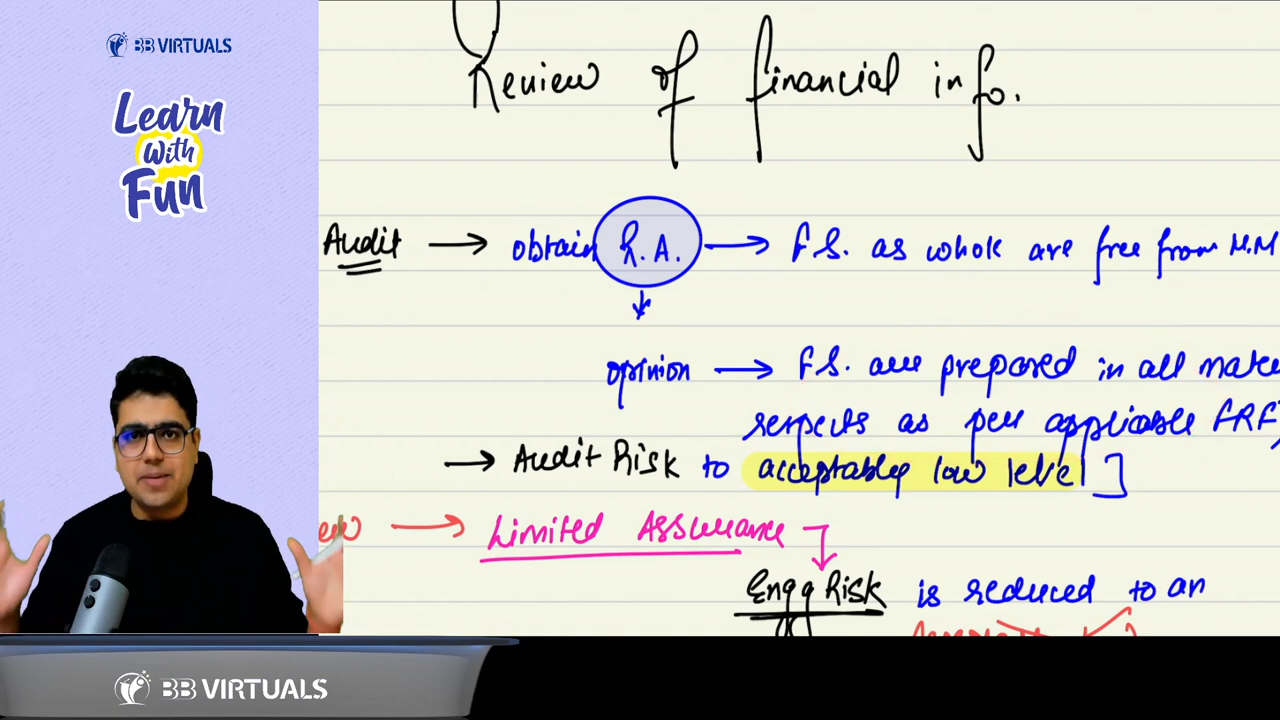 BB VIRTUALS
Learn
With
Fun
Review of financial info.
Audit → obtain R.A. → F.S. as whole are free from M.M
opinion → F.S. are prepared in all mate
respects as per applicable FRF
→ Audit Risk to acceptably low level ]
ew → Limited Assurance
Engg Risk is reduced to an
BB VIRTUALS